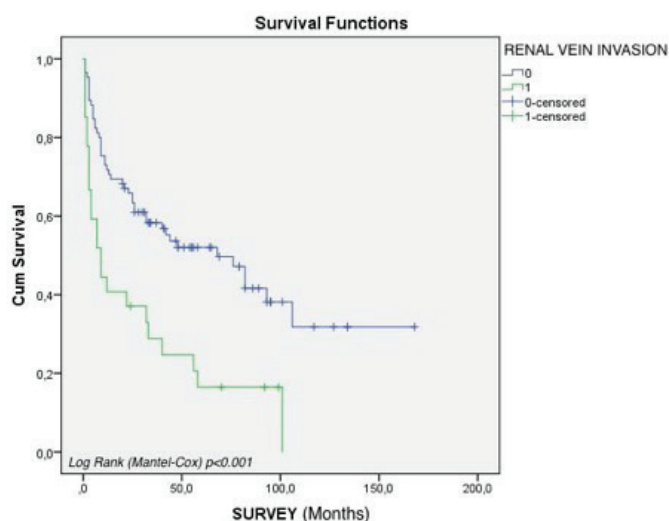 Survival Functions
RENAL VEIN INVASION
0
1
0-censored
1-censored
Cum Survival
1,0
0,8
0,6
0,4
0,2
0,0
Log Rank (Mantel-Cox) p<0.001
,0
50,0
100,0
150,0
200,0
SURVEY (Months)